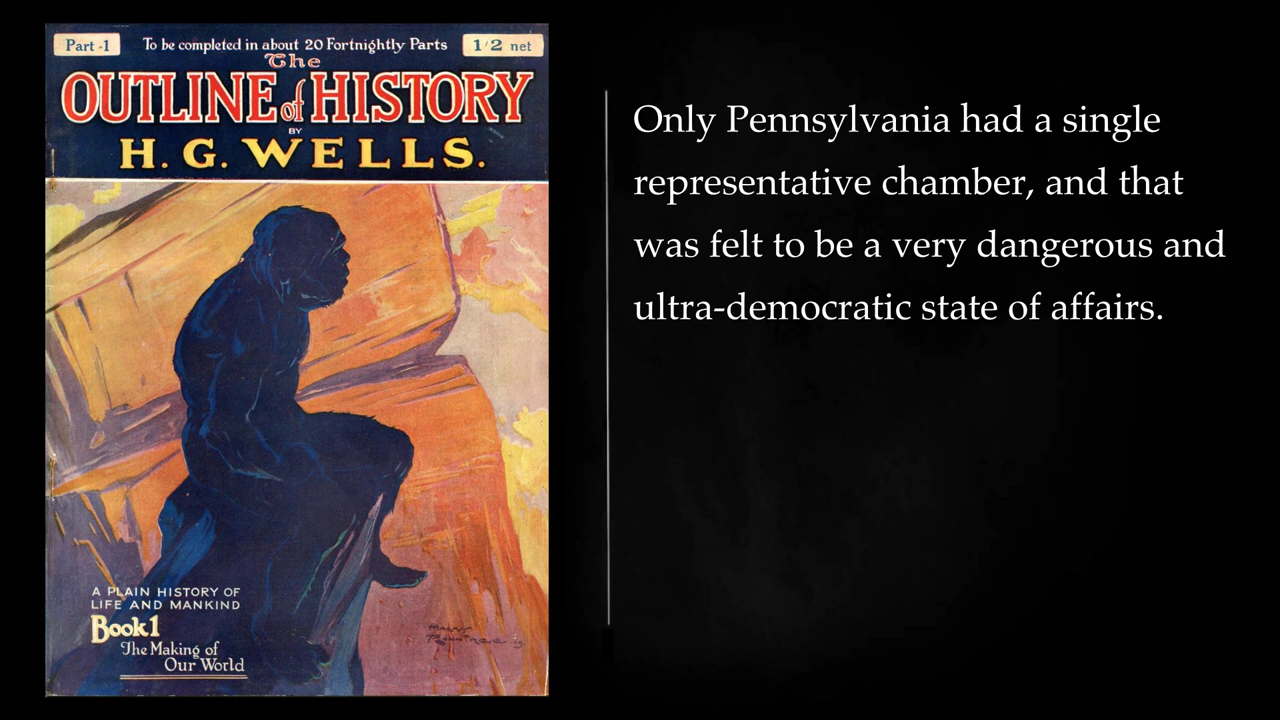 Part -1
To be completed in about 20 Fortnightly Parts
1/2 net
The
OUTLINE of HISTORY
BY
H. G. WELLS.
A PLAIN HISTORY OF
LIFE AND MANKIND
Book 1
The Making of
Our World
Only Pennsylvania had a single
representative chamber, and that
was felt to be a very dangerous and
ultra-democratic state of affairs.